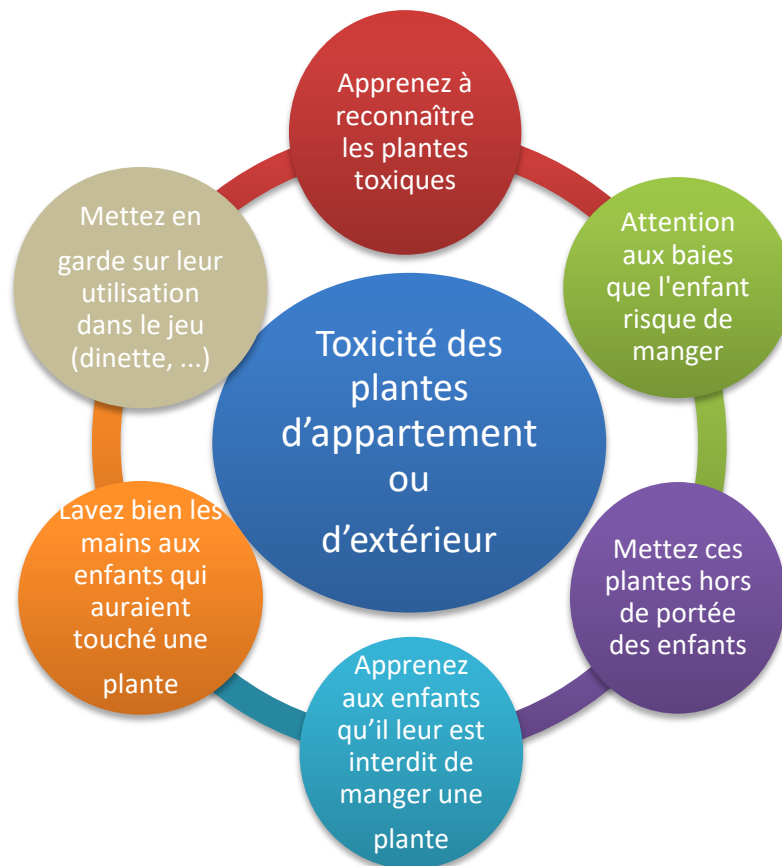 Apprenez à
reconnaître
les plantes
toxiques
Attention
aux baies
que l'enfant
risque de
manger
Mettez ces
plantes hors
de portée
des enfants
Apprenez
aux enfants
qu’il leur est
interdit de
manger une
plante
Lavez bien les
mains aux
enfants qui
auraient
touché une
plante
Mettez en
garde sur leur
utilisation
dans le jeu
(dinette, ...)
Toxicité des
plantes
d’appartement
ou
d’extérieur